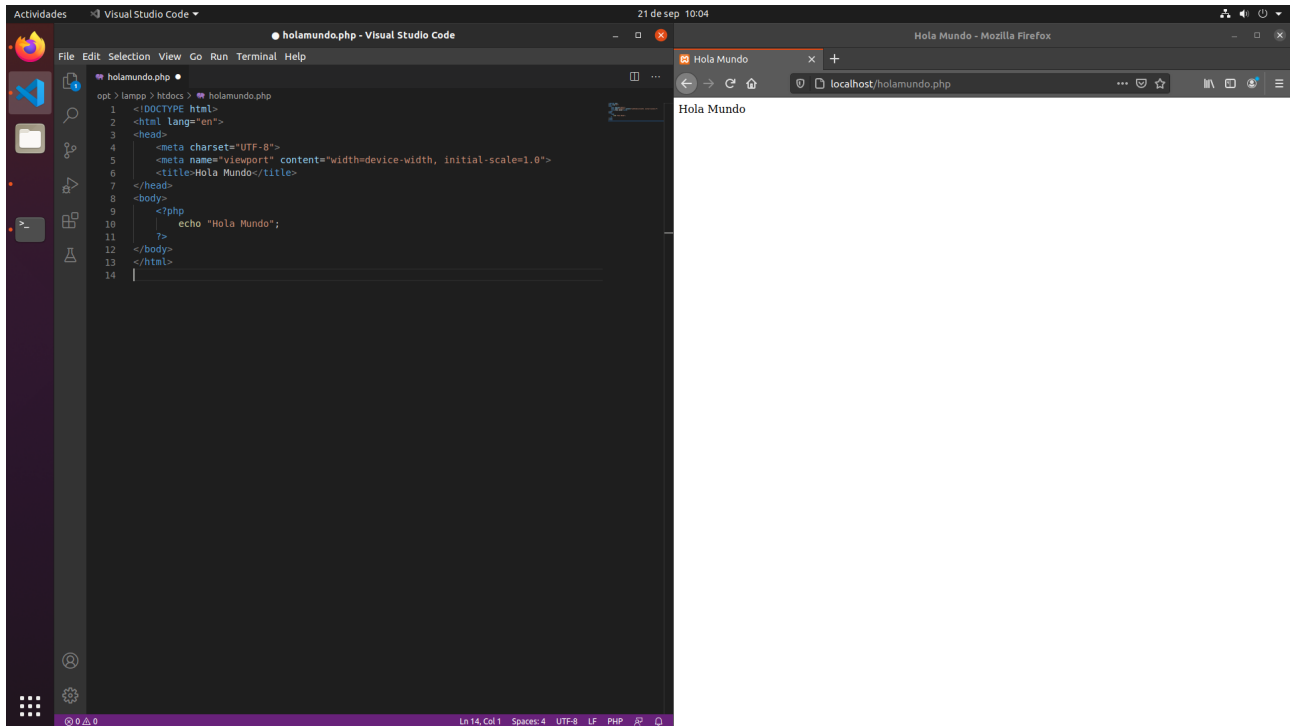 Actividades
Visual Studio Code
21 de sep 10:04
holamundo.php - Visual Studio Code
File Edit Selection View Go Run Terminal Help
holamundo.php
opt > lampp > htdocs > holamundo.php
1 <!DOCTYPE html>
2 <html lang="en">
3 <head>
4     <meta charset="UTF-8">
5     <meta name="viewport" content="width=device-width, initial-scale=1.0">
6     <title>Hola Mundo</title>
7 </head>
8 <body>
9     <?php
10         echo "Hola Mundo";
11     ?>
12 </body>
13 </html>
14
0 0
Ln 14, Col 1 Spaces: 4 UTF-8 LF PHP
Hola Mundo - Mozilla Firefox
Hola Mundo
localhost/holamundo.php
Hola Mundo